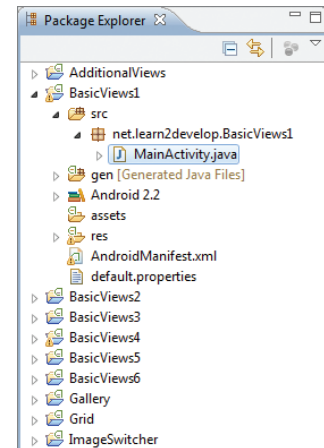 Package Explorer
AdditionalViews
BasicViews1
src
net.learn2develop.BasicViews1
MainActivity.java
gen [Generated Java Files]
Android 2.2
assets
res
AndroidManifest.xml
default.properties
BasicViews2
BasicViews3
BasicViews4
BasicViews5
BasicViews6
Gallery
Grid
ImageSwitcher